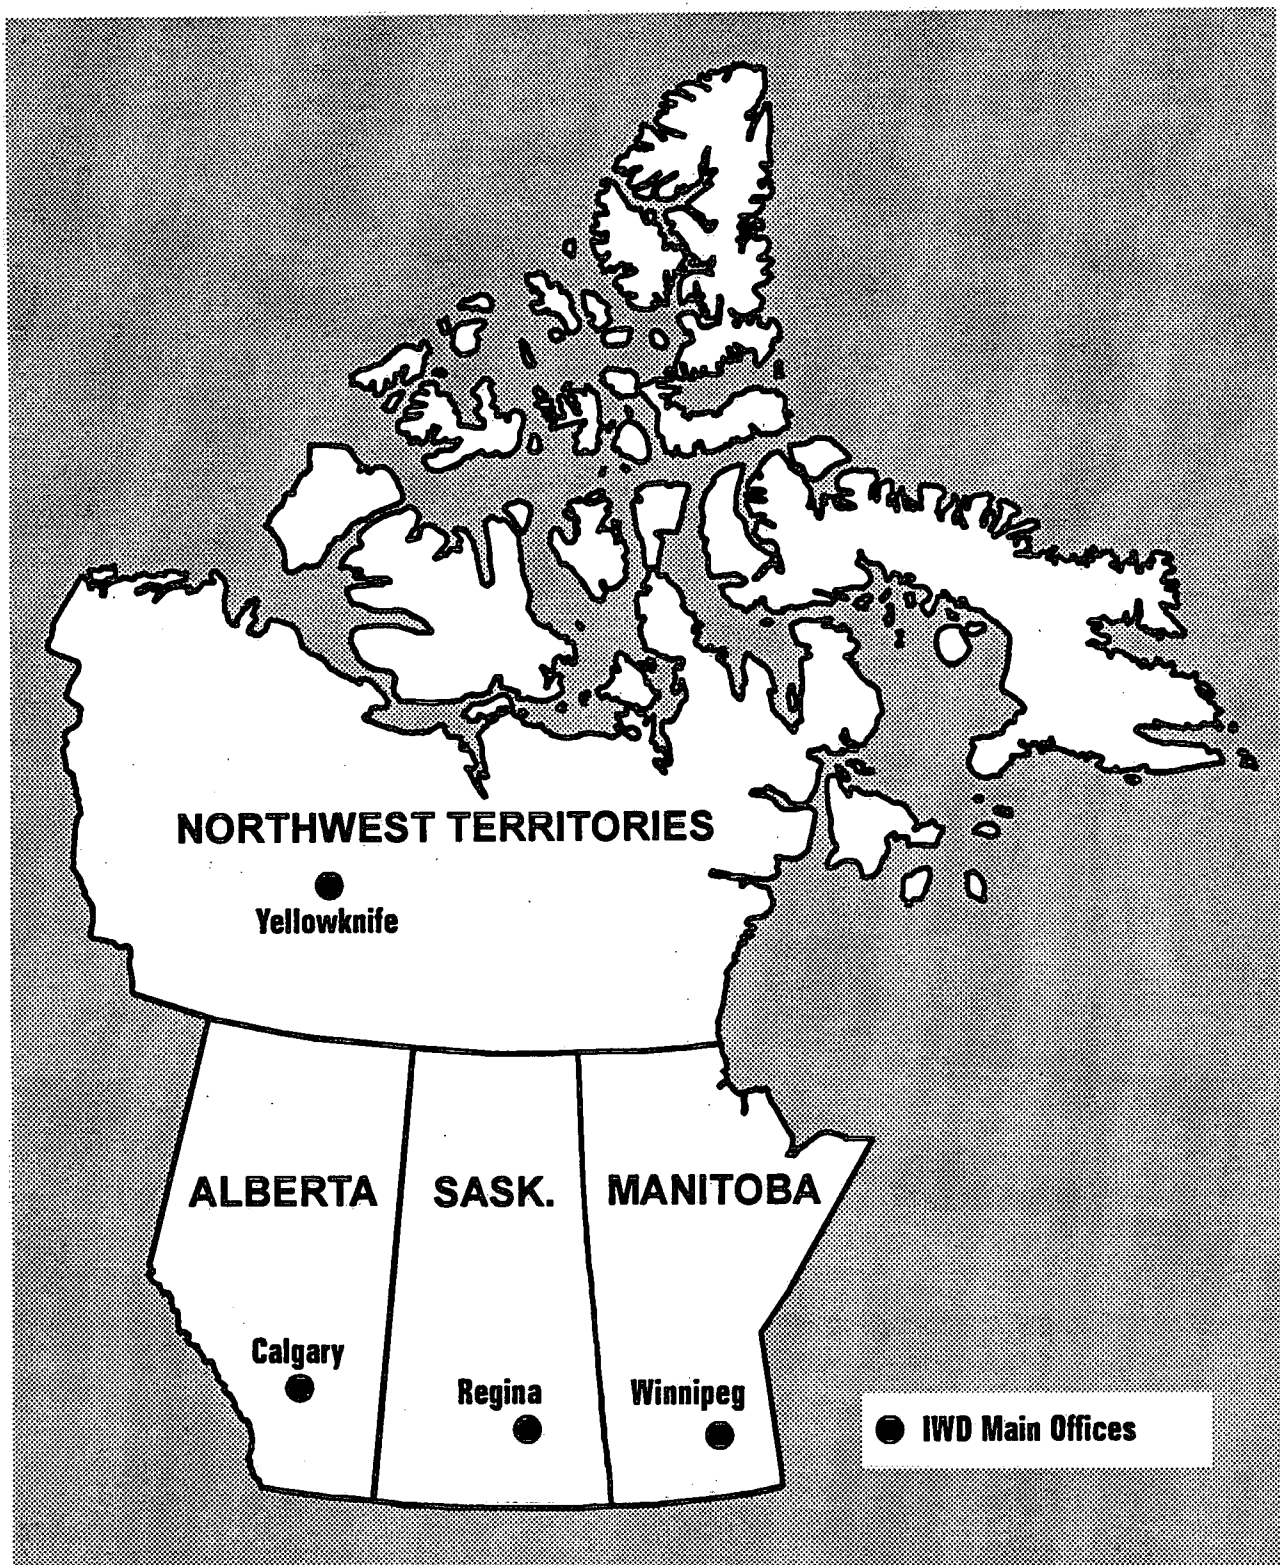 NORTHWEST TERRITORIES
Yellowknife
ALBERTA
SASK.
MANITOBA
Calgary
Regina
Winnipeg
IWD Main Offices